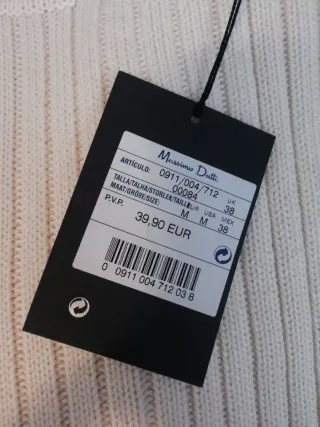 Massimo Dutti
ARTÍCULO: 0911/004/712
00084
TALLA/TALHA/STORLEK/TAILLE EUR USA MEX UK
MAAT/GRÖßE/SIZE: M M 38 38
P.V.P. 39,90 EUR
0 0911 004 712 03 8